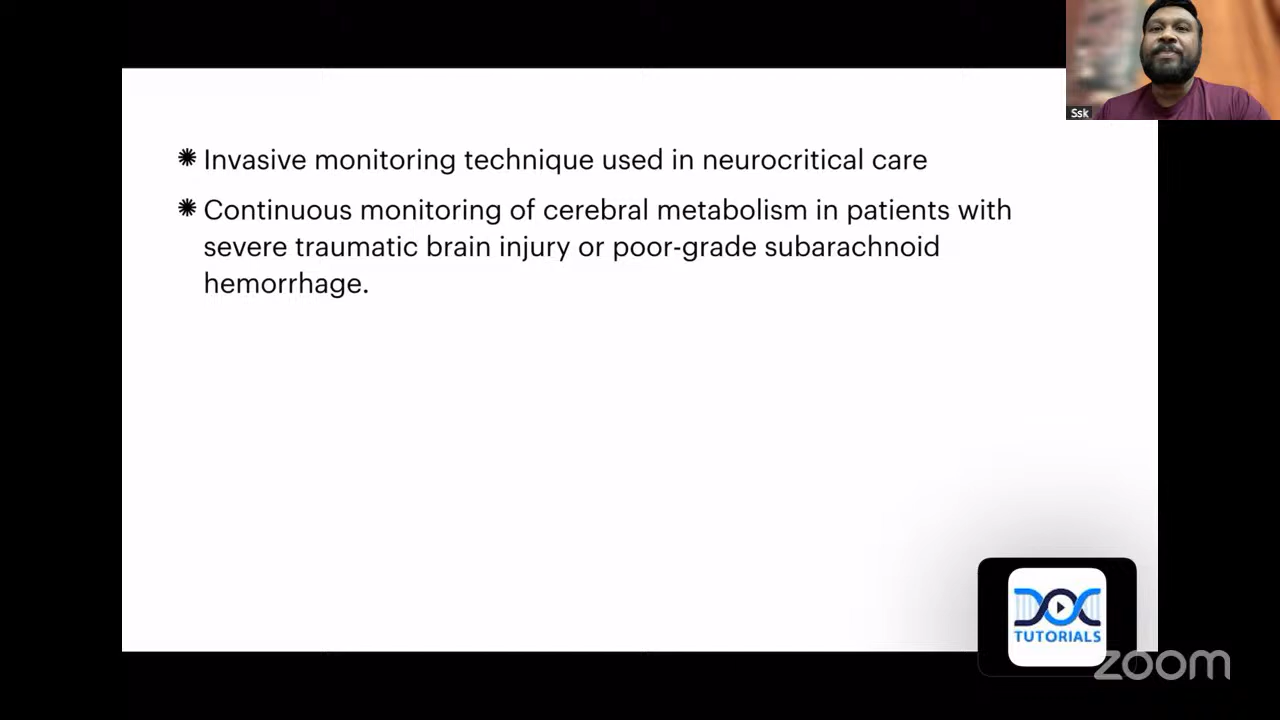 Ssk
✷ Invasive monitoring technique used in neurocritical care
✷ Continuous monitoring of cerebral metabolism in patients with
severe traumatic brain injury or poor-grade subarachnoid
hemorrhage.
DOC
TUTORIALS
zoom